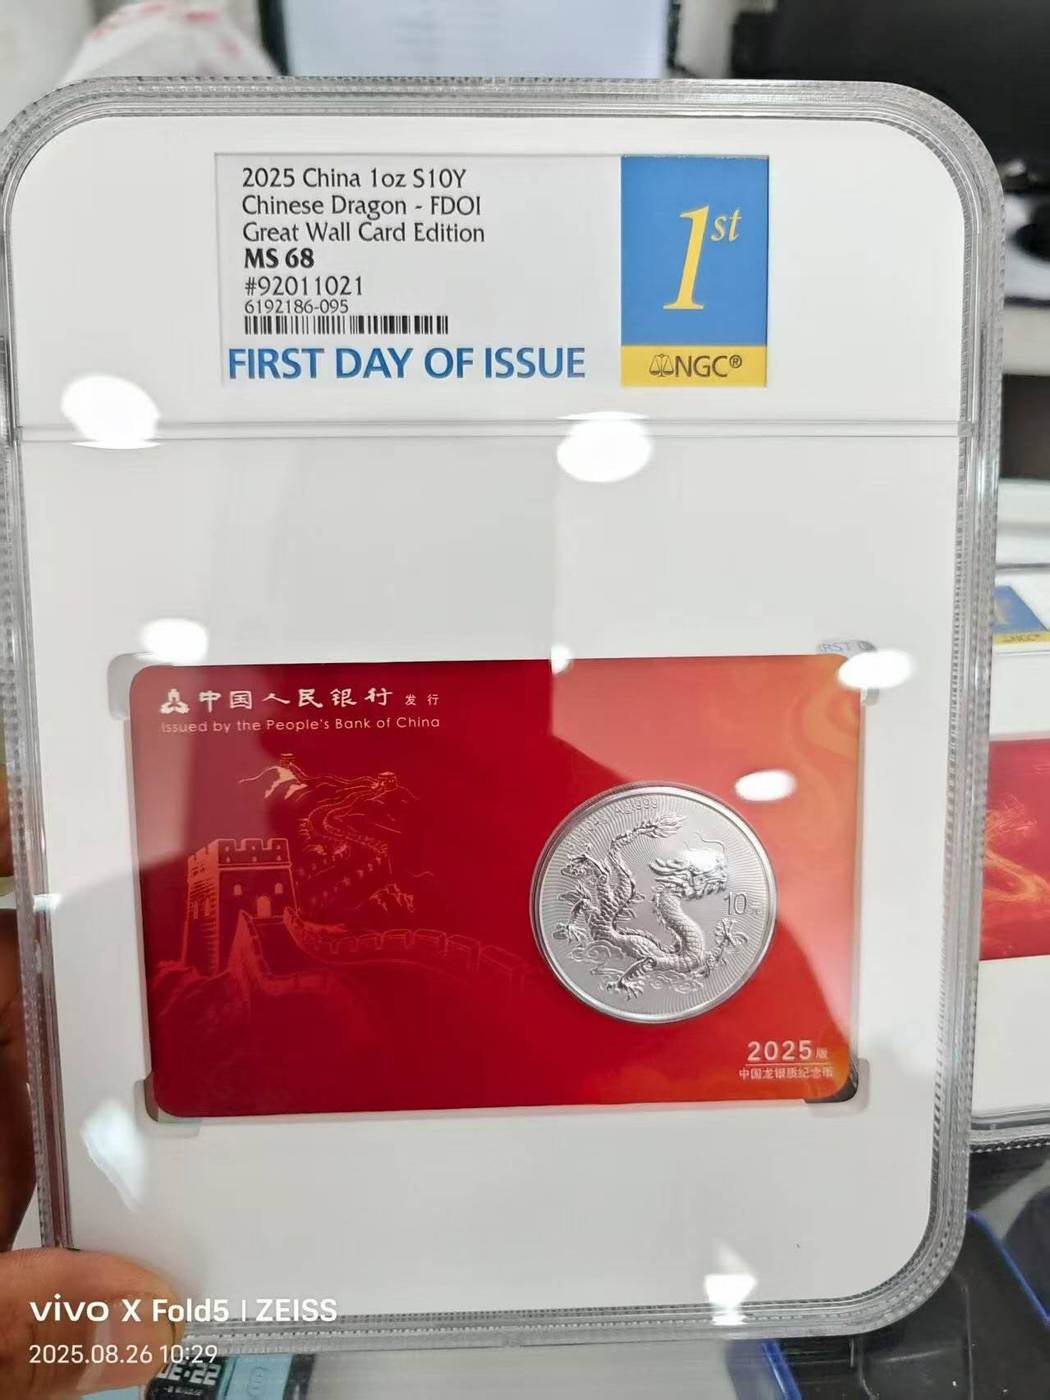 2025 China 1oz S10Y
Chinese Dragon - FDOI
Great Wall Card Edition
MS 68
#92011021
6192186-095
FIRST DAY OF ISSUE
1st
NGC®
中国人民银行 发行
Issued by the People's Bank of China
10
2025版
中国龙银质纪念币
vivo X Fold5 | ZEISS
2025.08.26 10:29